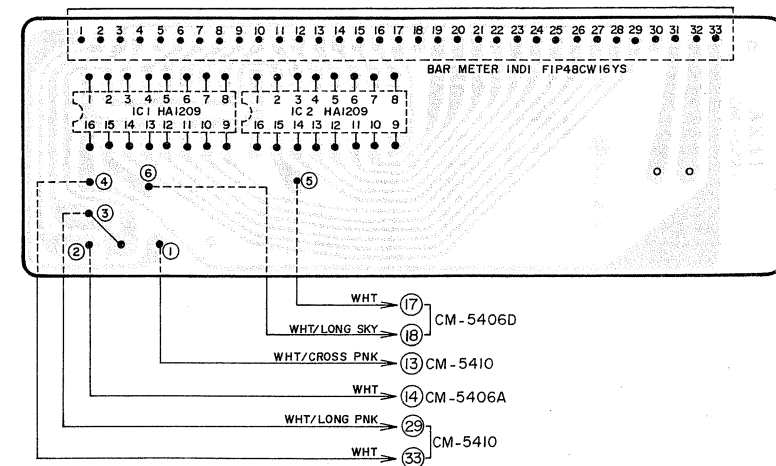 1 2 3 4 5 6 7 8 9 10 11 12 13 14 15 16 17 18 19 20 21 22 23 24 25 26 27 28 29 30 31 32 33
BAR METER INDI FIP48CW16YS
1 2 3 4 5 6 7 8
IC1 HA1209
16 15 14 13 12 11 10 9
1 2 3 4 5 6 7 8
IC2 HA1209
16 15 14 13 12 11 10 9
④ ⑥ ⑤
③
② ①
WHT ⑰
CM-5406D
WHT/LONG SKY ⑱
WHT/CROSS PNK ⑬ CM-5410
WHT ⑭ CM-5406A
WHT/LONG PNK ㉙
CM-5410
WHT ㉝